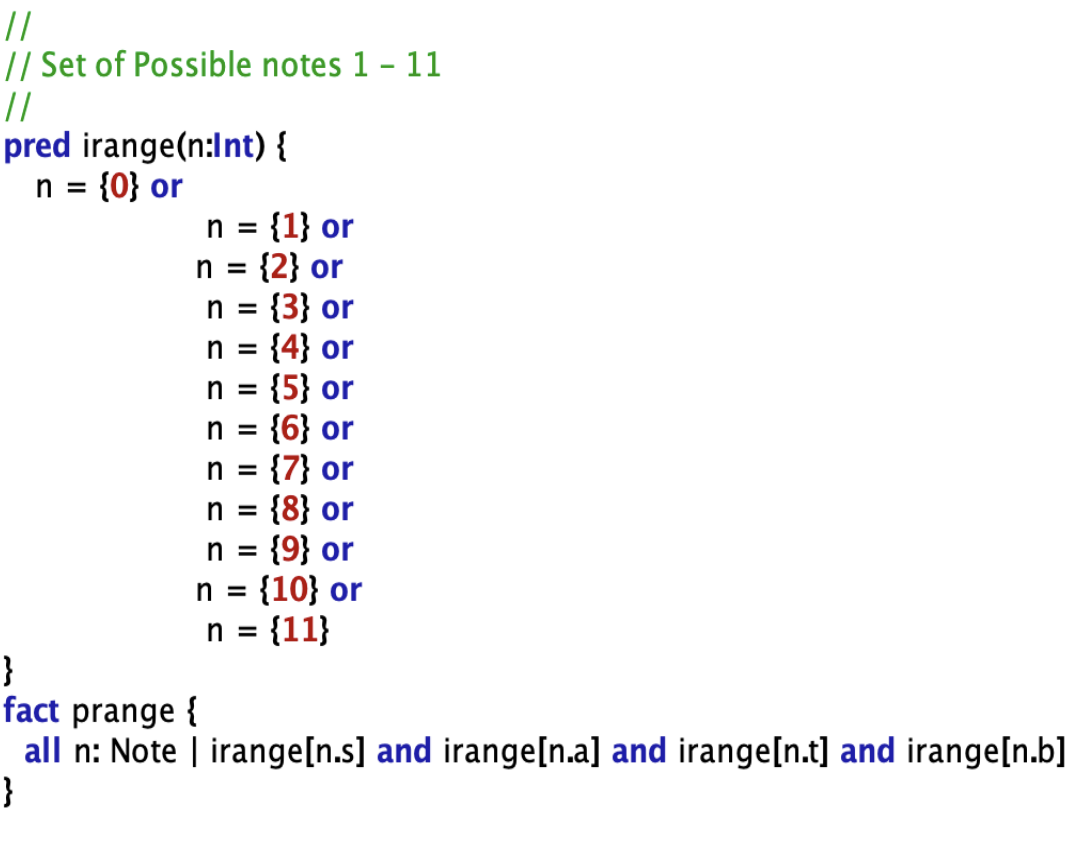 //
// Set of Possible notes 1 – 11
//
pred irange(n:Int) {
n = {0} or
n = {1} or
n = {2} or
n = {3} or
n = {4} or
n = {5} or
n = {6} or
n = {7} or
n = {8} or
n = {9} or
n = {10} or
n = {11}
}
fact prange {
all n: Note | irange[n.s] and irange[n.a] and irange[n.t] and irange[n.b]
}